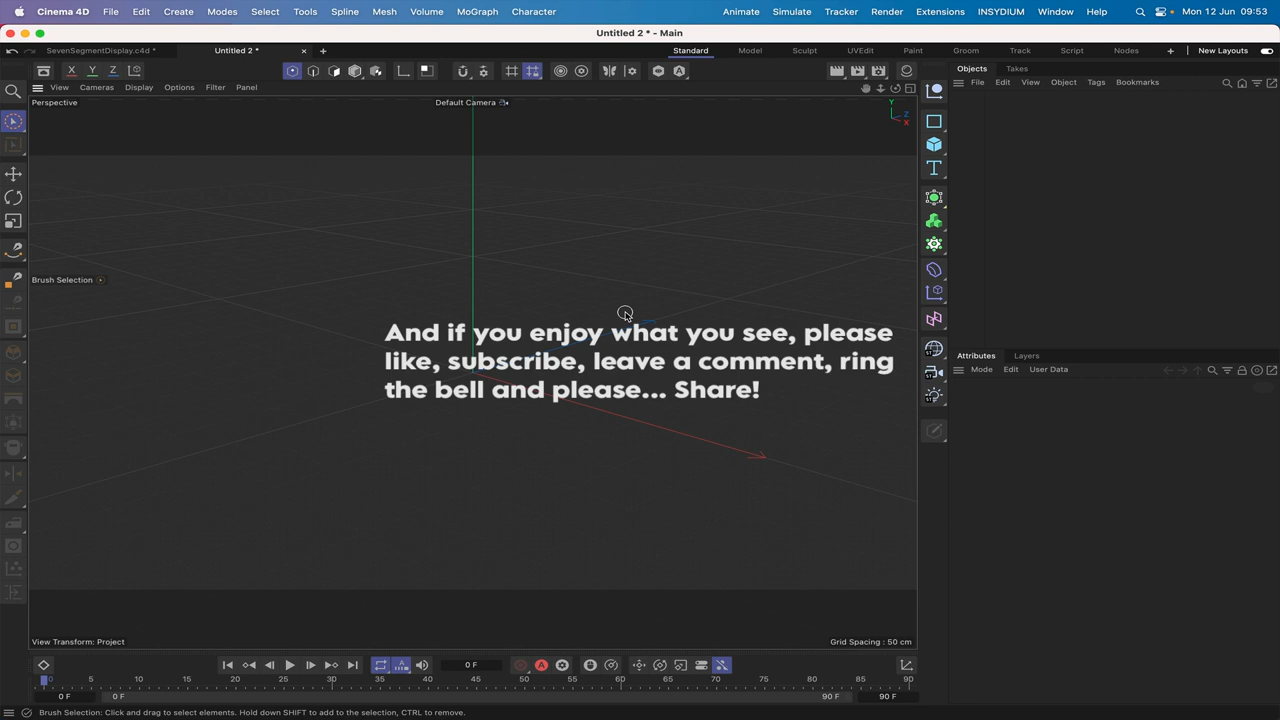 Cinema 4D File Edit Create Modes Select Tools Spline Mesh Volume MoGraph Character Animate Simulate Tracker Render Extensions INSYDIUM Window Help Mon 12 Jun 09:53
Untitled 2 * - Main
SevenSegmentDisplay.c4d * Untitled 2 * Standard Model Sculpt UVEdit Paint Groom Track Script Nodes New Layouts
X Y Z Objects Takes
View Cameras Display Options Filter Panel File Edit View Object Tags Bookmarks
Perspective Default Camera Y
Z
X
Brush Selection
And if you enjoy what you see, please
like, subscribe, leave a comment, ring
the bell and please... Share!
Attributes Layers
Mode Edit User Data
View Transform: Project Grid Spacing : 50 cm
0 F
0 5 10 15 20 25 30 35 40 45 50 55 60 65 70 75 80 85 90
0 F 0 F 90 F 90 F
Brush Selection: Click and drag to select elements. Hold down SHIFT to add to the selection, CTRL to remove.